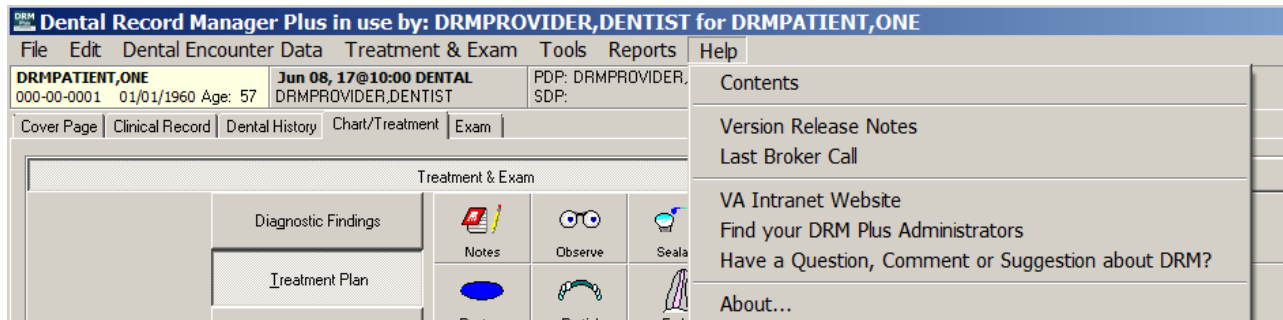 DRM Plus Dental Record Manager Plus in use by: DRMPROVIDER,DENTIST for DRMPATIENT,ONE
File Edit Dental Encounter Data Treatment & Exam Tools Reports Help
DRMPATIENT,ONE Jun 08, 17@10:00 DENTAL PDP: DRMPROVIDER,
000-00-0001 01/01/1960 Age: 57 DRMPROVIDER,DENTIST SDP:
Cover Page Clinical Record Dental History Chart/Treatment Exam
Treatment & Exam
Diagnostic Findings
Treatment Plan
Notes Observe Seala
Contents
Version Release Notes
Last Broker Call
VA Intranet Website
Find your DRM Plus Administrators
Have a Question, Comment or Suggestion about DRM?
About...